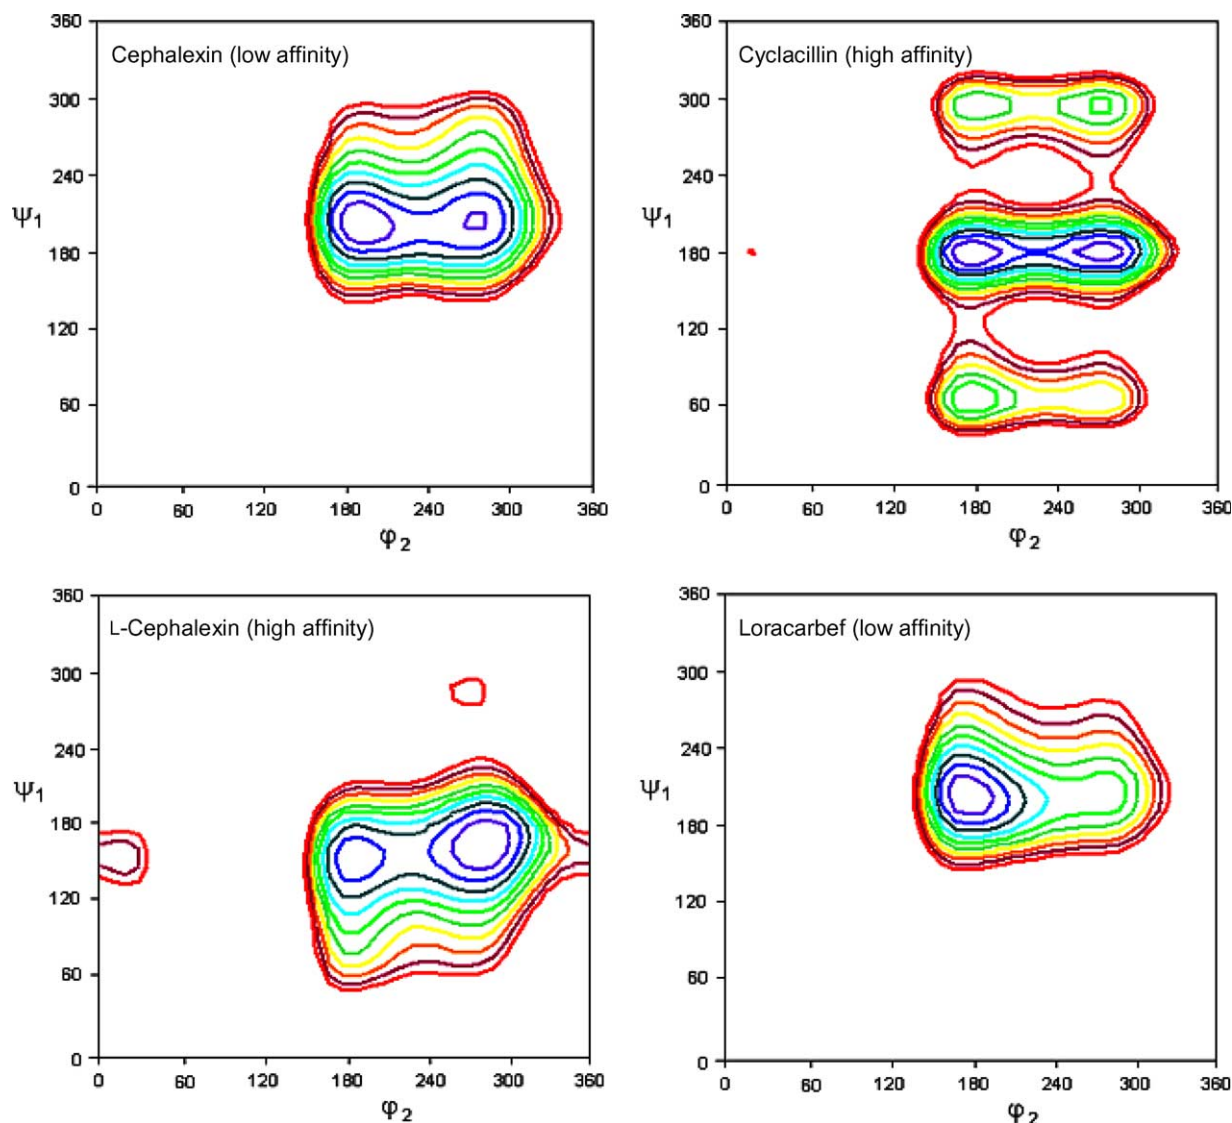 360
Cephalexin (low affinity)
300
240
Ψ1
180
120
60
0
0 60 120 180 240 300 360
φ2
360
Cyclacillin (high affinity)
300
240
Ψ1
180
120
60
0
0 60 120 180 240 300 360
φ2
360
L-Cephalexin (high affinity)
300
240
Ψ1
180
120
60
0
0 60 120 180 240 300 360
φ2
360
Loracarbef (low affinity)
300
240
Ψ1
180
120
60
0
0 60 120 180 240 300 360
φ2